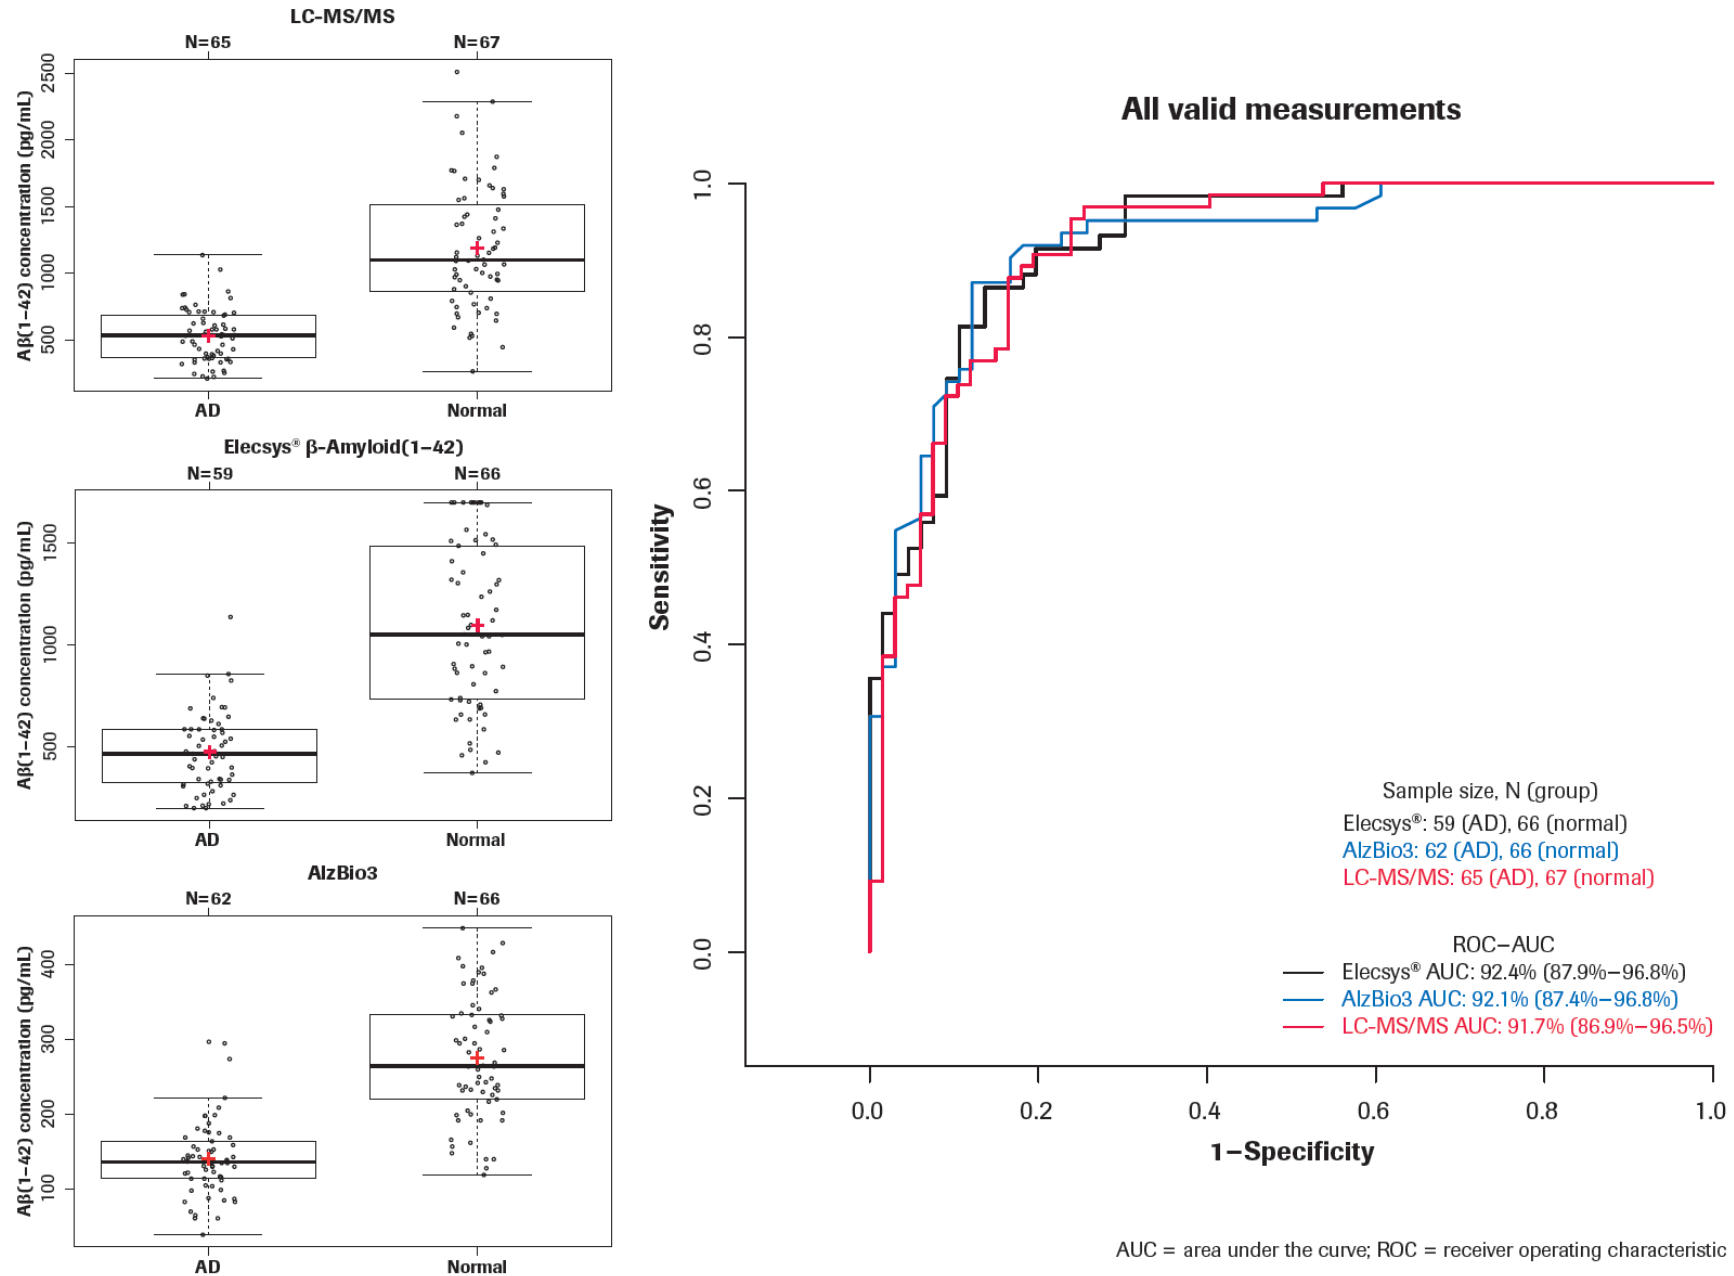 LC-MS/MS
N=65
N=67
Aβ(1–42) concentration (pg/mL)
2500
2000
1500
1000
500
AD
Normal
Elecsys® β-Amyloid(1–42)
N=59
N=66
Aβ(1–42) concentration (pg/mL)
1500
1000
500
AD
Normal
AlzBio3
N=62
N=66
Aβ(1–42) concentration (pg/mL)
400
300
200
100
AD
Normal
All valid measurements
Sensitivity
1.0
0.8
0.6
0.4
0.2
0.0
Sample size, N (group)
Elecsys®: 59 (AD), 66 (normal)
AlzBio3: 62 (AD), 66 (normal)
LC-MS/MS: 65 (AD), 67 (normal)
ROC–AUC
Elecsys® AUC: 92.4% (87.9%–96.8%)
AlzBio3 AUC: 92.1% (87.4%–96.8%)
LC-MS/MS AUC: 91.7% (86.9%–96.5%)
0.0
0.2
0.4
0.6
0.8
1.0
1–Specificity
AUC = area under the curve; ROC = receiver operating characteristic